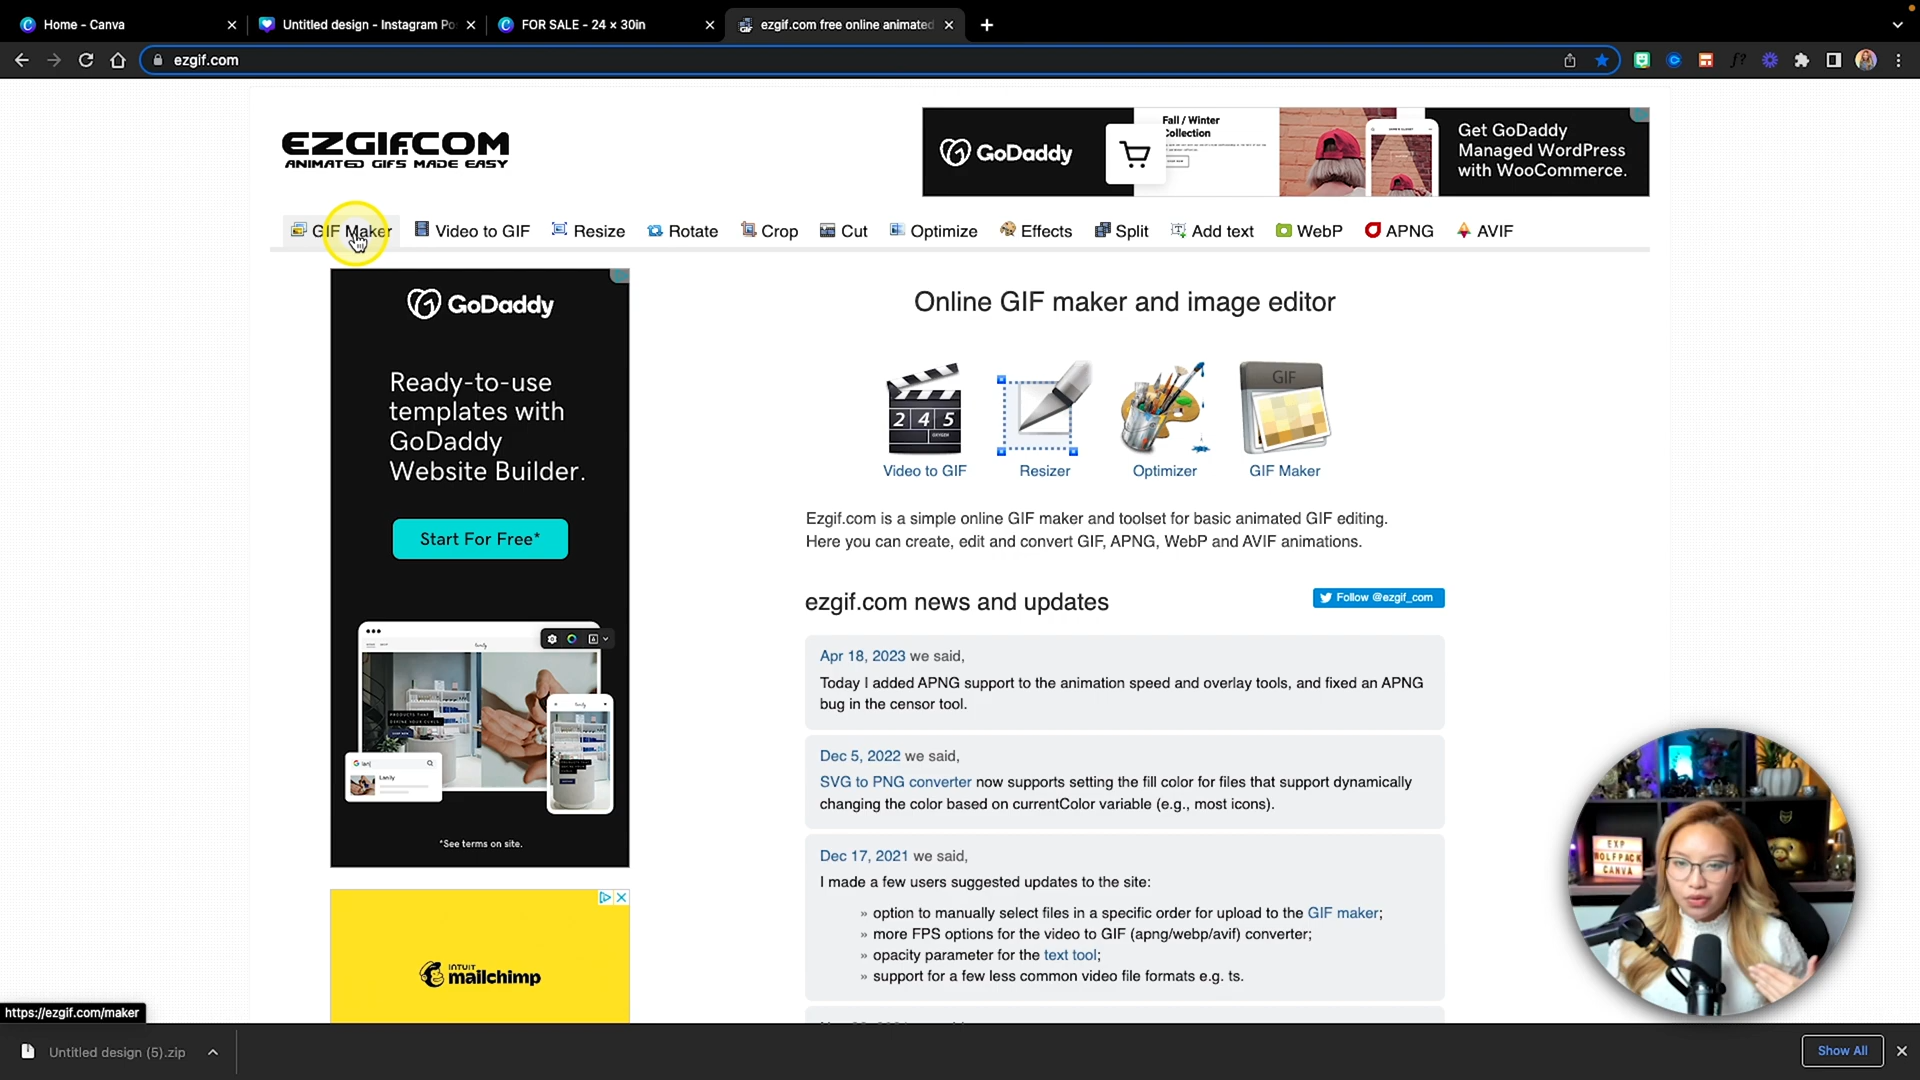 Home - Canva
Untitled design - Instagram Po
FOR SALE - 24 × 30in
ezgif.com free online animated
ezgif.com
EZGIF.COM
ANIMATED GIFS MADE EASY
GoDaddy
Fall / Winter
Collection
Get GoDaddy
Managed WordPress
with WooCommerce.
GIF Maker
Video to GIF
Resize
Rotate
Crop
Cut
Optimize
Effects
Split
Add text
WebP
APNG
AVIF
GoDaddy
Ready-to-use
templates with
GoDaddy
Website Builder.
Start For Free*
*See terms on site.
INTUIT
mailchimp
Online GIF maker and image editor
2 4 5
GIF
Video to GIF
Resizer
Optimizer
GIF Maker
Ezgif.com is a simple online GIF maker and toolset for basic animated GIF editing.
Here you can create, edit and convert GIF, APNG, WebP and AVIF animations.
ezgif.com news and updates
Follow @ezgif_com
Apr 18, 2023 we said,
Today I added APNG support to the animation speed and overlay tools, and fixed an APNG
bug in the censor tool.
Dec 5, 2022 we said,
SVG to PNG converter now supports setting the fill color for files that support dynamically
changing the color based on currentColor variable (e.g., most icons).
Dec 17, 2021 we said,
I made a few users suggested updates to the site:
» option to manually select files in a specific order for upload to the GIF maker;
» more FPS options for the video to GIF (apng/webp/avif) converter;
» opacity parameter for the text tool;
» support for a few less common video file formats e.g. ts.
EXP
WOLFPACK
CANVA
https://ezgif.com/maker
Untitled design (5).zip
Show All